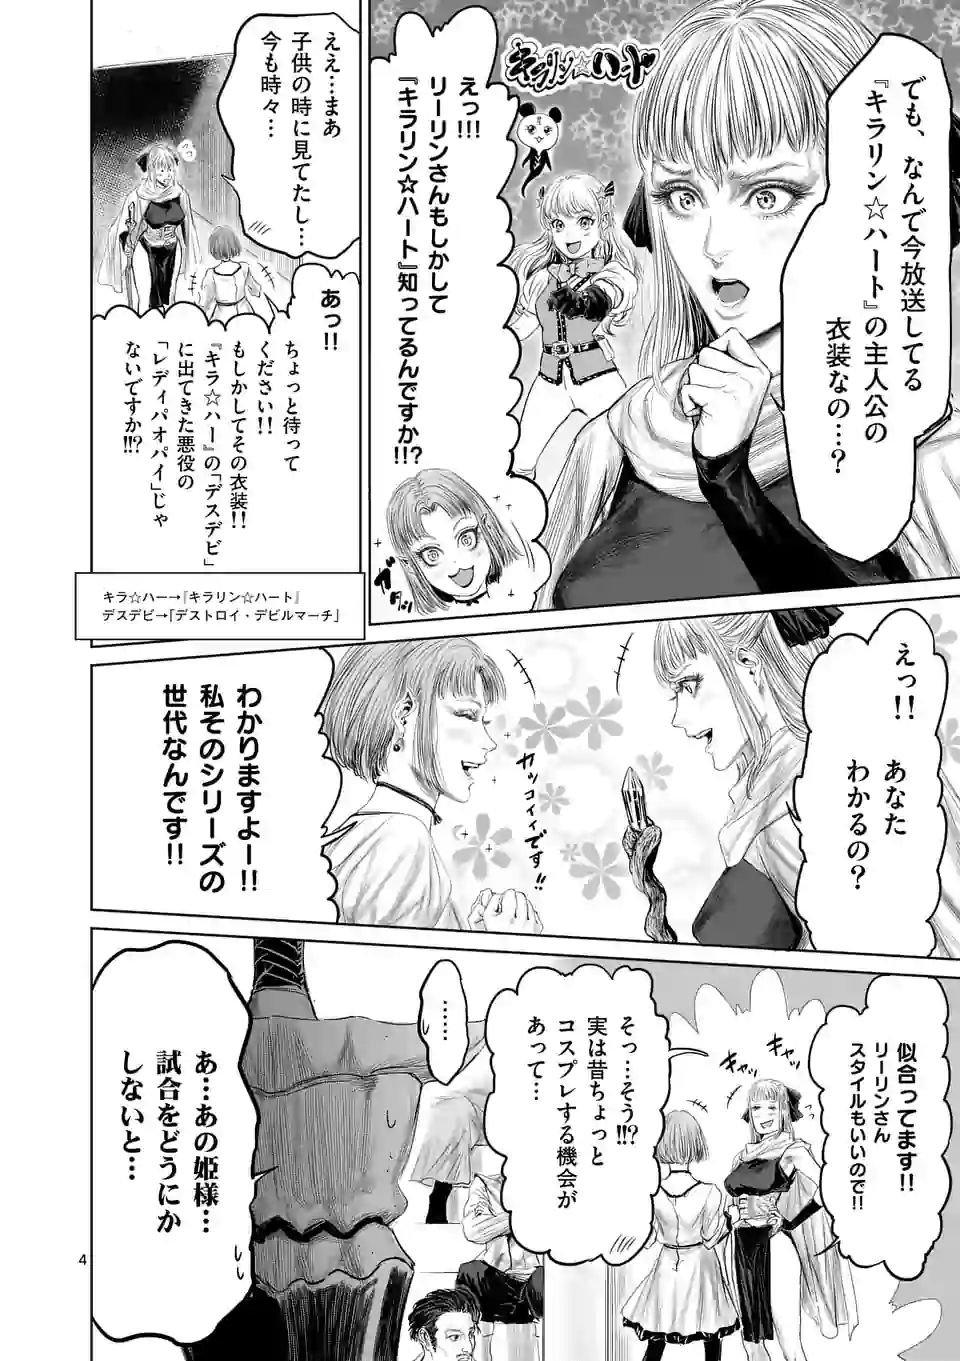 でも、なんで今放送してる
『キラリン☆ハート』の主人公の
衣装なの…？
キラリン☆ハート
えっ!!!
リーリンさんもしかして
『キラリン☆ハート』知ってるんですか!!?
ええ…まあ
子供の時に見てたし…
今も時々…
あっ!!
ちょっと待って
ください!!
もしかしてその衣装!!
『キラ☆ハー』の「デスデビ」
に出てきた悪役の
「レディパオパイ」じゃ
ないですか!!?
キラ☆ハー→『キラリン☆ハート』
デスデビ→「デストロイ・デビルマーチ」
えっ!! あなた
わかるの？
カッコイイです!!
わかりますよー!!
私そのシリーズの
世代なんです!!
似合ってます!!
リーリンさん
スタイルもいいので!!
キャッ
キャッ
そっ…そう!!?
実は昔ちょっと
コスプレする機会が
あって…
……
あ…あの姫様…
試合をどうにか
しないと…
4